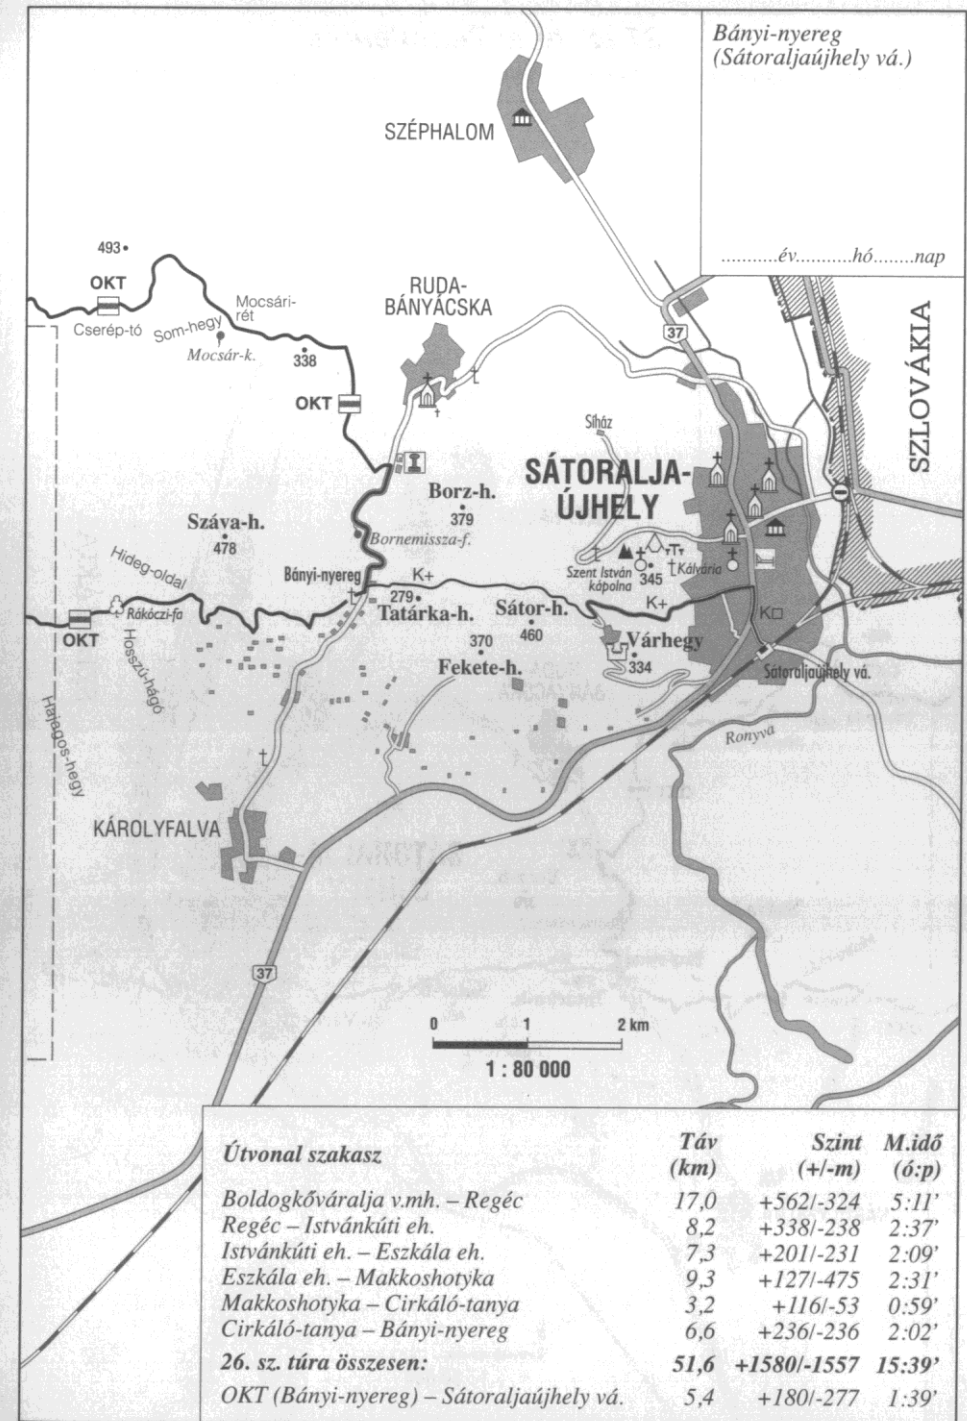 Bányi-nyereg
(Sátoraljaújhely vá.)
...........év...........hó........nap
SZÉPHALOM
493
OKT
Cserép-tó
Som-hegy
Mocsári-
rét
Mocsár-k.
338
RUDA-
BÁNYÁCSKA
37
SZLOVÁKIA
OKT
Síház
SÁTORALJA-
ÚJHELY
Borz-h.
379
Száva-h.
478
Bornemissza-f.
Hideg-oldal
Bányi-nyereg
K+
279
Tatárka-h.
Szent István
kápolna
345
Kálvária
Sátor-h.
460
K+
K□
Rákóczi-fa
OKT
Hosszú-hágó
370
Fekete-h.
Várhegy
334
Sátoraljaújhely vá.
Hajagos-hegy
Ronyva
KÁROLYFALVA
37
0 1 2 km
1 : 80 000
Útvonal szakasz Táv Szint M.idő
(km) (+/-m) (ó:p)
Boldogkőváralja v.mh. – Regéc 17,0 +562/-324 5:11’
Regéc – Istvánkúti eh. 8,2 +338/-238 2:37’
Istvánkúti eh. – Eszkála eh. 7,3 +201/-231 2:09’
Eszkála eh. – Makkoshotyka 9,3 +127/-475 2:31’
Makkoshotyka – Cirkáló-tanya 3,2 +116/-53 0:59’
Cirkáló-tanya – Bányi-nyereg 6,6 +236/-236 2:02’
26. sz. túra összesen: 51,6 +1580/-1557 15:39’
OKT (Bányi-nyereg) – Sátoraljaújhely vá. 5,4 +180/-277 1:39’